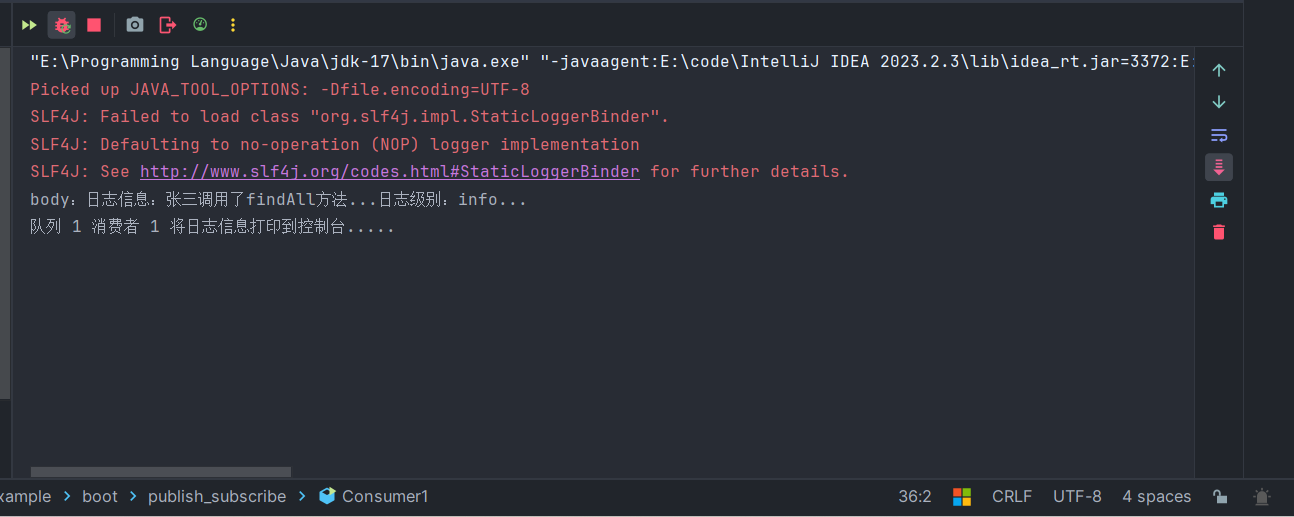 "E:\Programming Language\Java\jdk-17\bin\java.exe" "-javaagent:E:\code\IntelliJ IDEA 2023.2.3\lib\idea_rt.jar=3372:E:
Picked up JAVA_TOOL_OPTIONS: -Dfile.encoding=UTF-8
SLF4J: Failed to load class "org.slf4j.impl.StaticLoggerBinder".
SLF4J: Defaulting to no-operation (NOP) logger implementation
SLF4J: See http://www.slf4j.org/codes.html#StaticLoggerBinder for further details.
body：日志信息：张三调用了findAll方法...日志级别：info...
队列 1 消费者 1 将日志信息打印到控制台.....
xample > boot > publish_subscribe > Consumer1 36:2 CRLF UTF-8 4 spaces